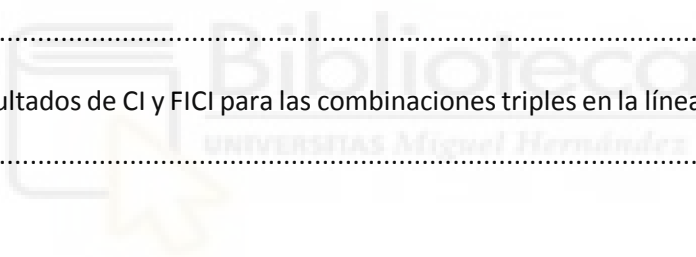 ........................................................................................................
Biblioteca
ultados de CI y FICI para las combinaciones triples en la línea
UNIVERSITAS Miguel Hernández
........................................................................................................